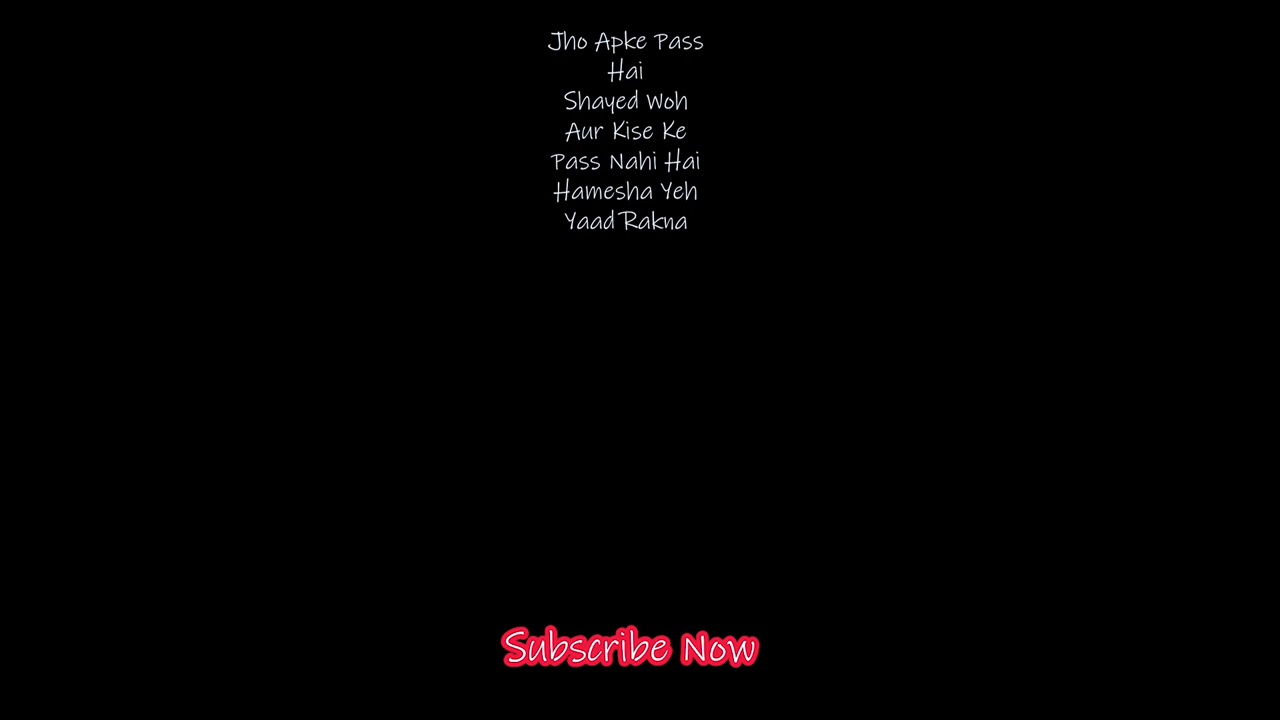 Jho Apke Pass
Hai
Shayed Woh
Aur Kise Ke
Pass Nahi Hai
Hamesha Yeh
Yaad Rakna
Subscribe Now